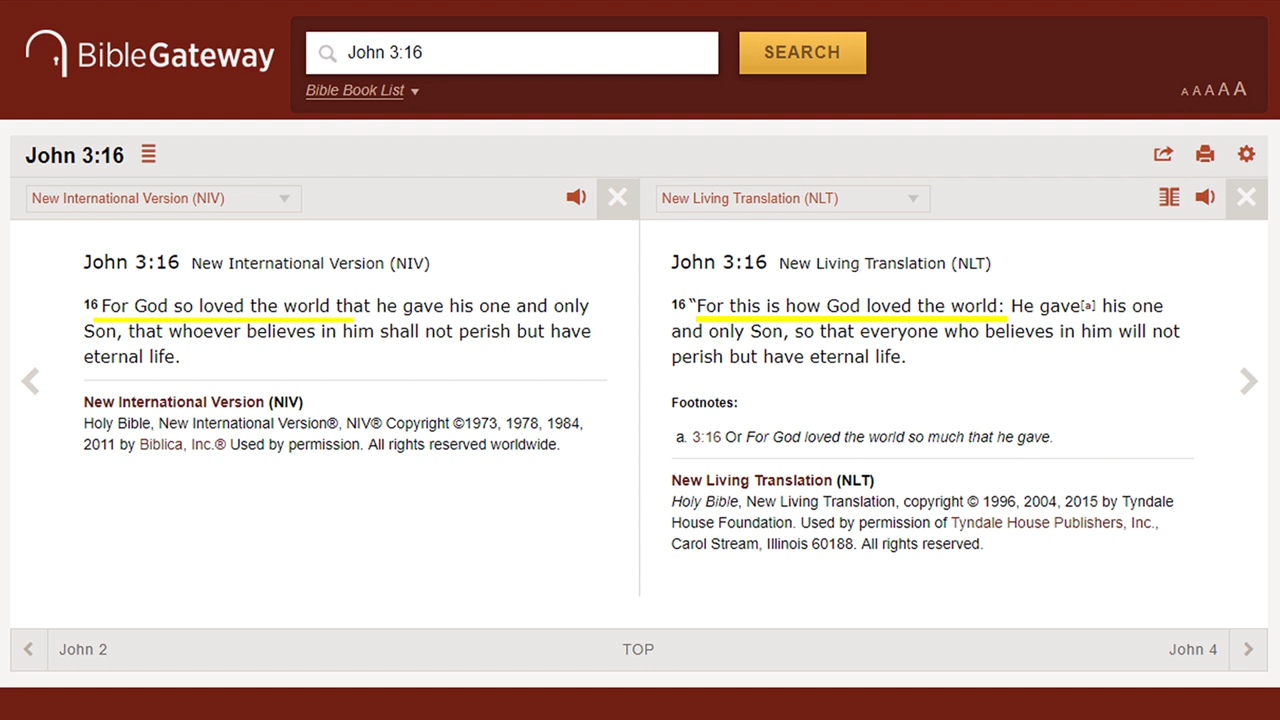 BibleGateway
John 3:16
SEARCH
Bible Book List
A A A A A
John 3:16
New International Version (NIV)
New Living Translation (NLT)
John 3:16 New International Version (NIV)
16 For God so loved the world that he gave his one and only
Son, that whoever believes in him shall not perish but have
eternal life.
New International Version (NIV)
Holy Bible, New International Version®, NIV® Copyright ©1973, 1978, 1984,
2011 by Biblica, Inc.® Used by permission. All rights reserved worldwide.
John 3:16 New Living Translation (NLT)
16 “For this is how God loved the world: He gave[a] his one
and only Son, so that everyone who believes in him will not
perish but have eternal life.
Footnotes:
a. 3:16 Or For God loved the world so much that he gave.
New Living Translation (NLT)
Holy Bible, New Living Translation, copyright © 1996, 2004, 2015 by Tyndale
House Foundation. Used by permission of Tyndale House Publishers, Inc.,
Carol Stream, Illinois 60188. All rights reserved.
John 2
TOP
John 4